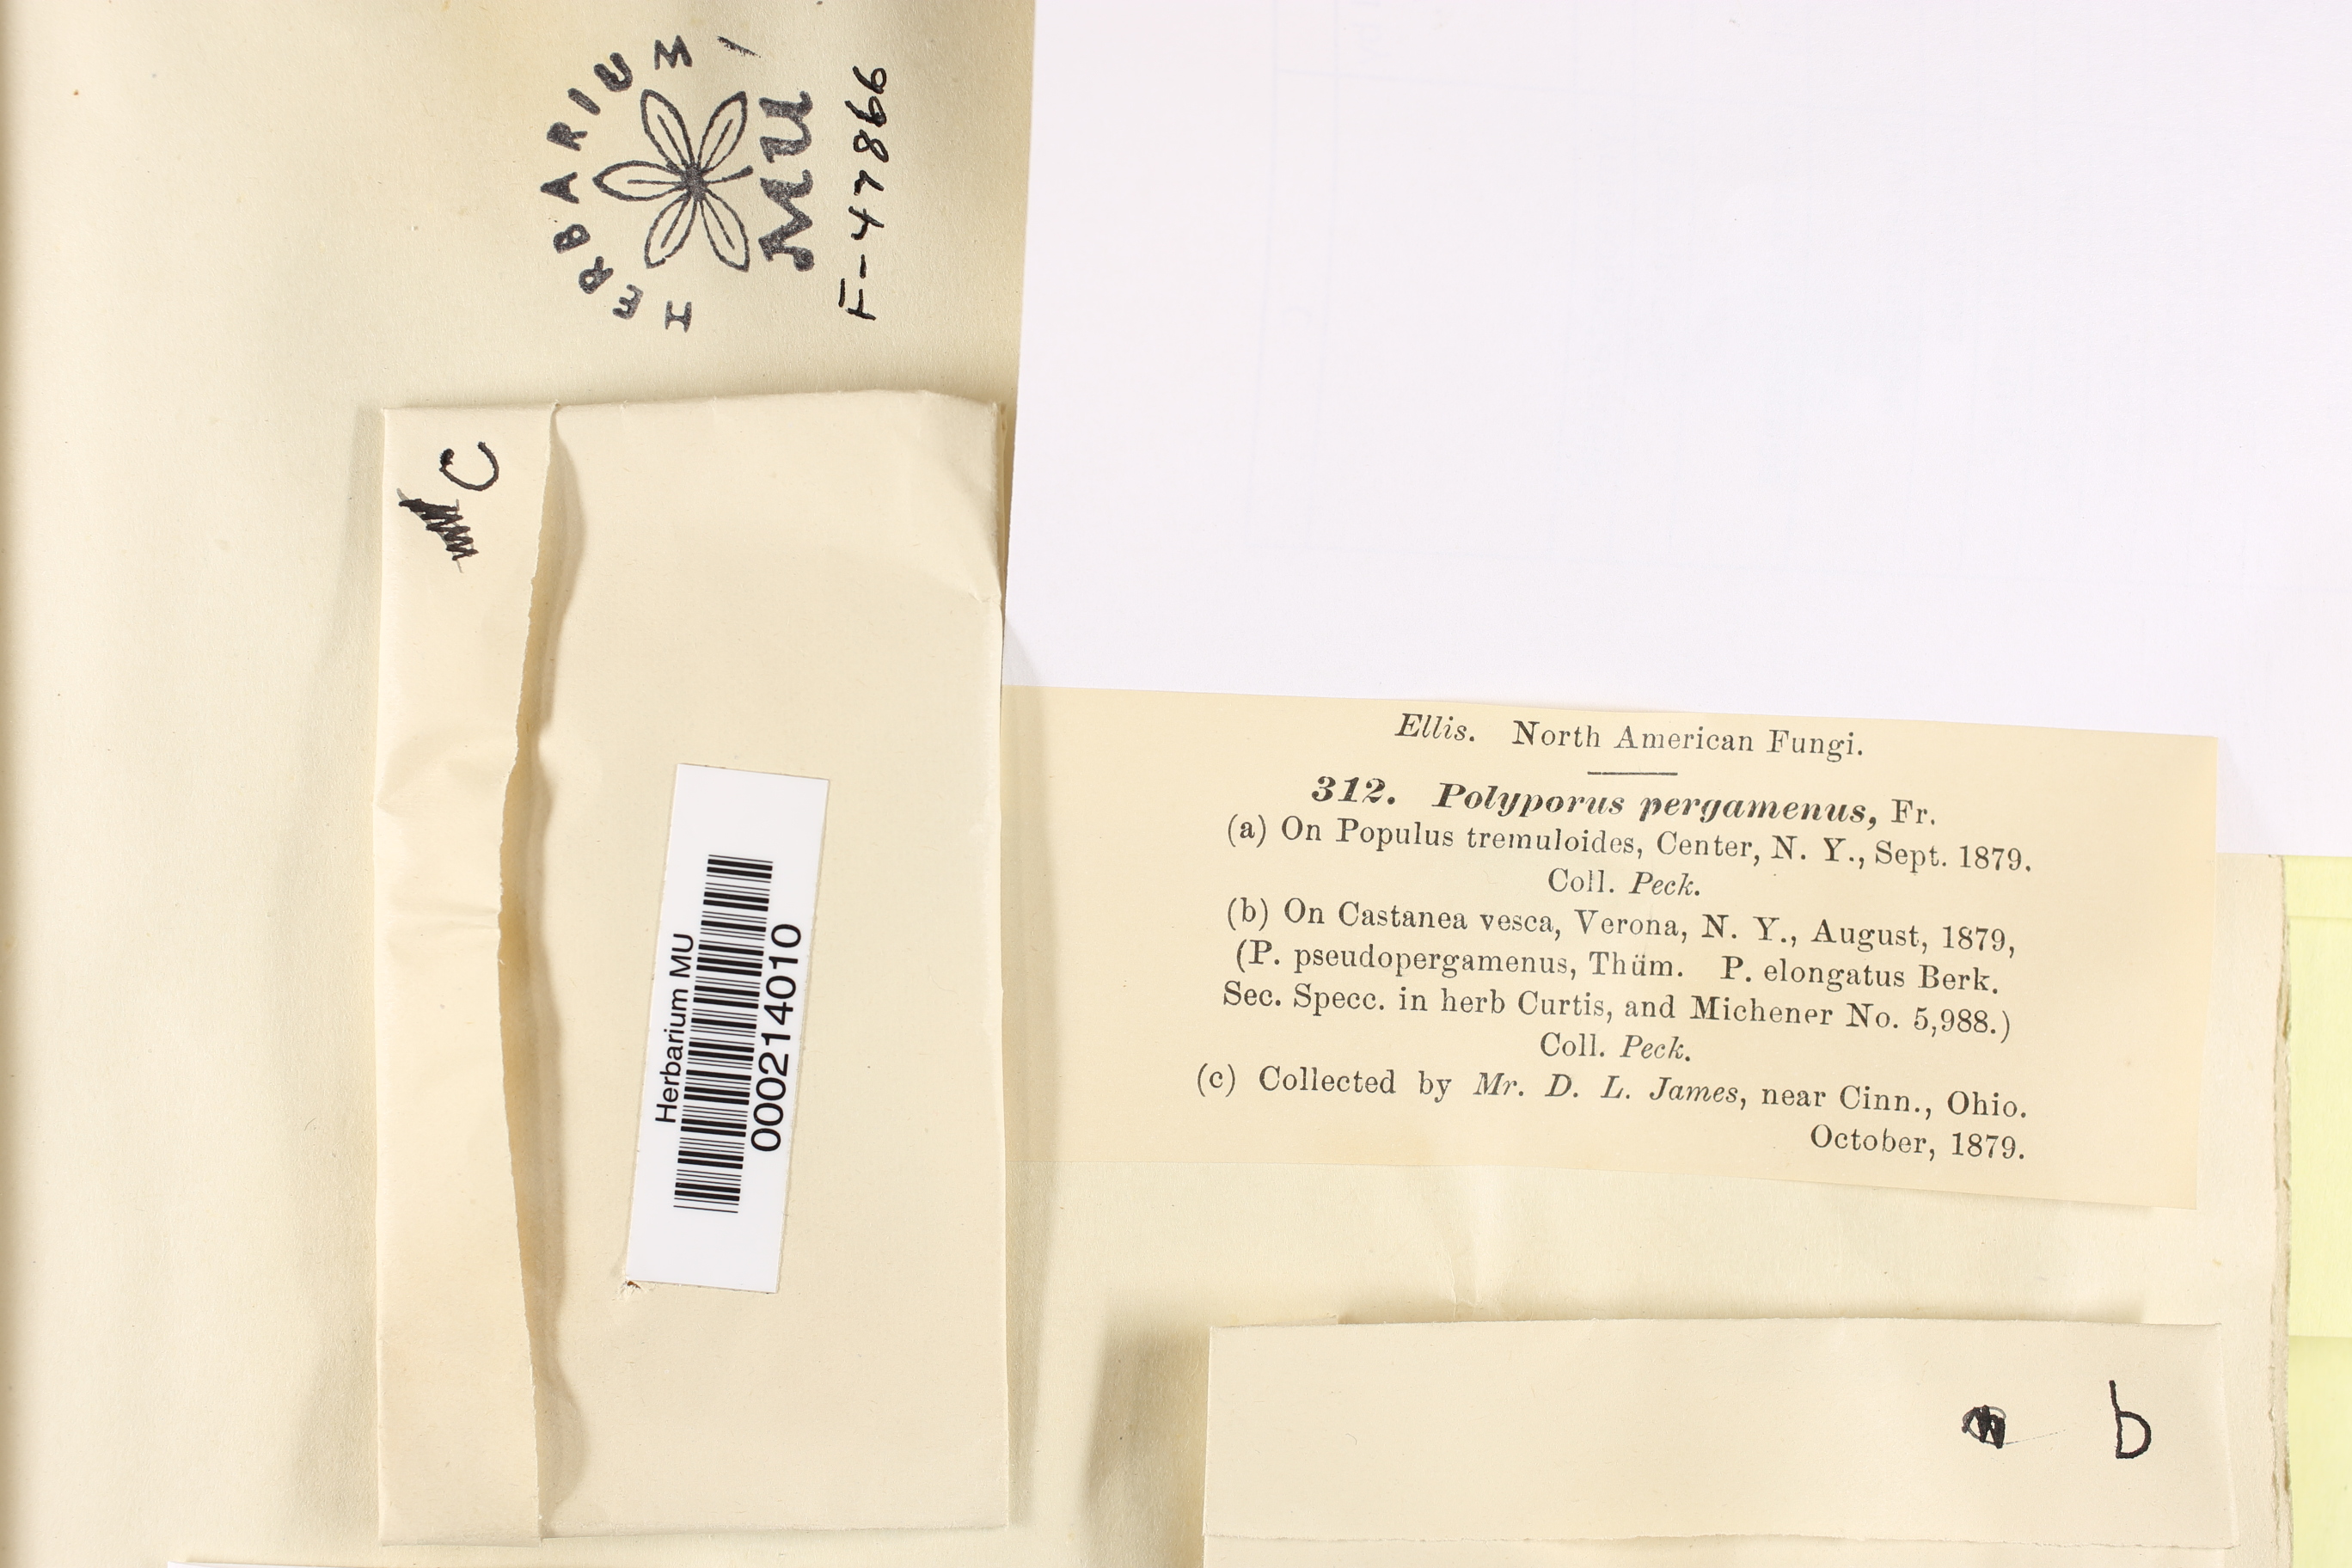 HERBARIUM
MU
F-47866
C
Herbarium MU
000214010
Ellis. North American Fungi.
312. Polyporus pergamenus, Fr.
(a) On Populus tremuloides, Center, N. Y., Sept. 1879.
Coll. Peck.
(b) On Castanea vesca, Verona, N. Y., August, 1879,
(P. pseudopergamenus, Thüm. P. elongatus Berk.
Sec. Specc. in herb Curtis, and Michener No. 5,988.)
Coll. Peck.
(c) Collected by Mr. D. L. James, near Cinn., Ohio.
October, 1879.
b